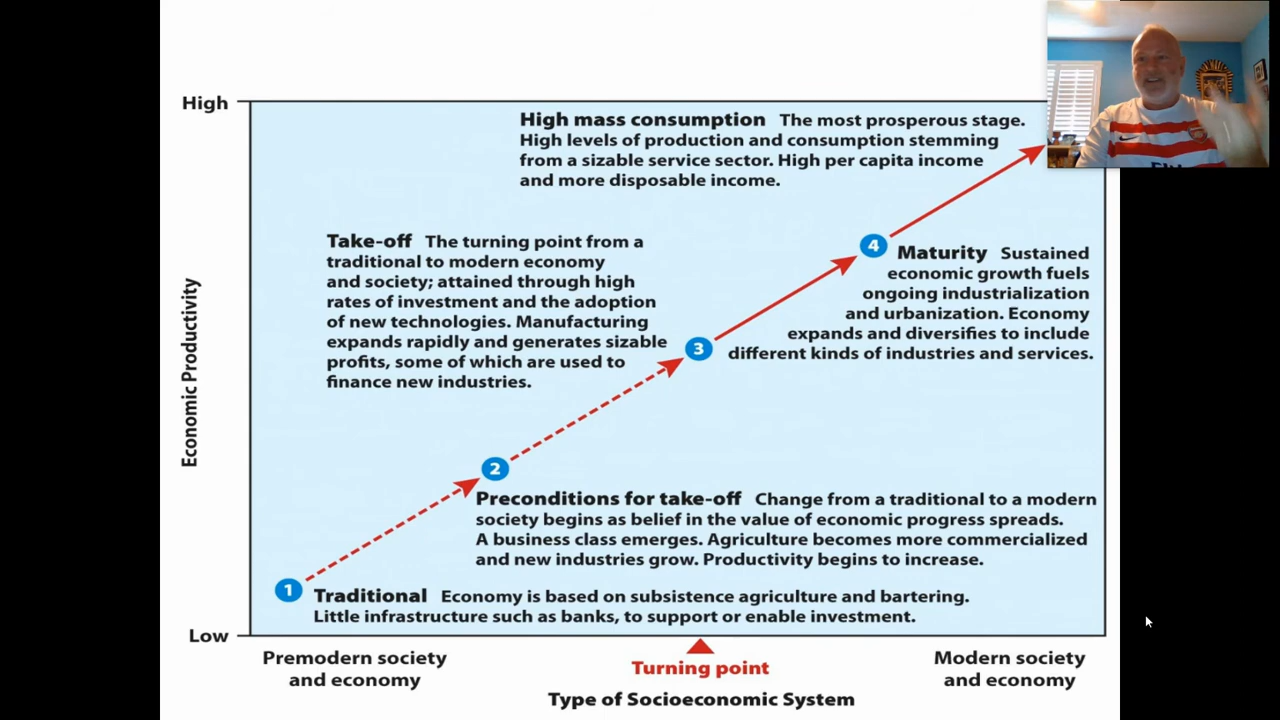 High
High mass consumption The most prosperous stage.
High levels of production and consumption stemming
from a sizable service sector. High per capita income
and more disposable income.
Take-off The turning point from a
traditional to modern economy
and society; attained through high
rates of investment and the adoption
of new technologies. Manufacturing
expands rapidly and generates sizable
profits, some of which are used to
finance new industries.
4
Maturity Sustained
economic growth fuels
ongoing industrialization
and urbanization. Economy
expands and diversifies to include
different kinds of industries and services.
3
Economic Productivity
2
Preconditions for take-off Change from a traditional to a modern
society begins as belief in the value of economic progress spreads.
A business class emerges. Agriculture becomes more commercialized
and new industries grow. Productivity begins to increase.
1
Traditional Economy is based on subsistence agriculture and bartering.
Little infrastructure such as banks, to support or enable investment.
Low
Premodern society
and economy
Turning point
Modern society
and economy
Type of Socioeconomic System